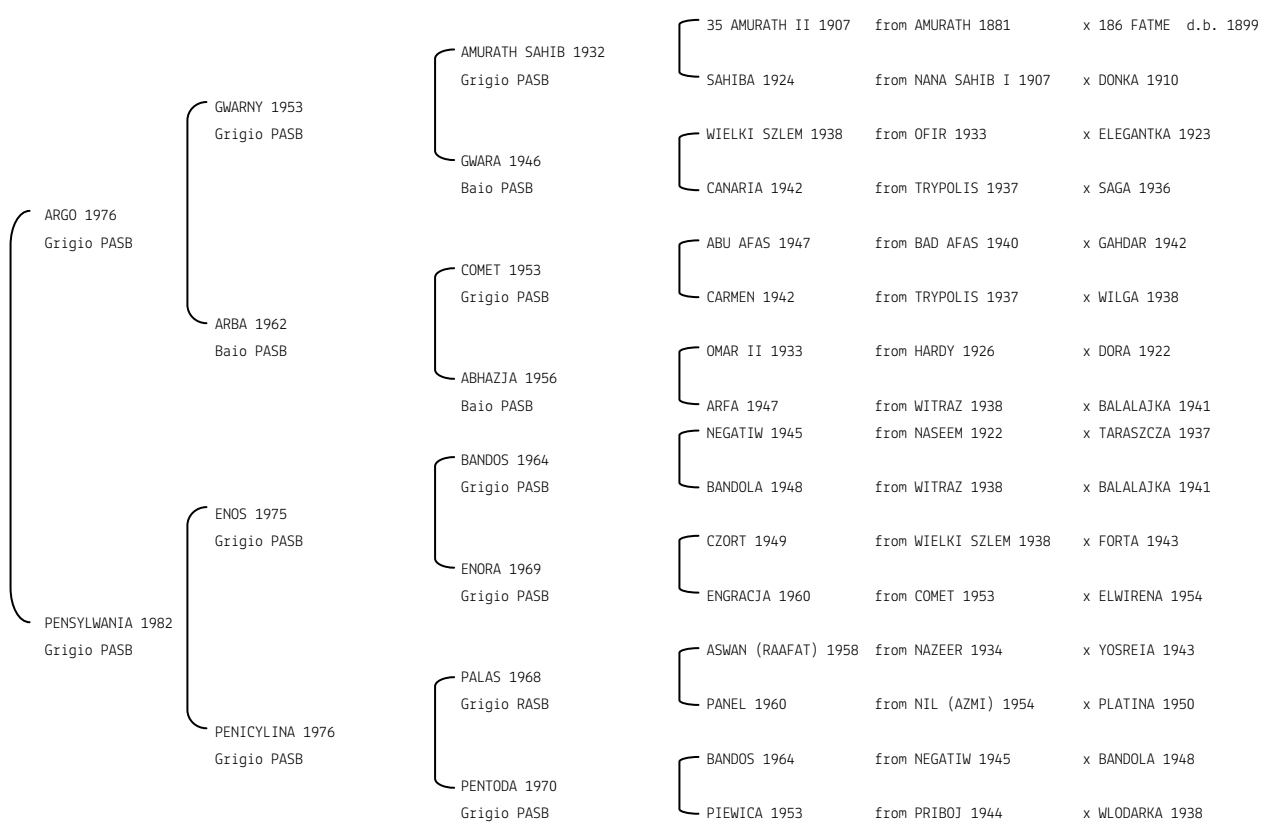 35 AMURATH II 1907 from AMURATH 1881 x 186 FATME d.b. 1899
AMURATH SAHIB 1932
Grigio PASB
SAHIBA 1924 from NANA SAHIB I 1907 x DONKA 1910
GWARNY 1953
Grigio PASB
WIELKI SZLEM 1938 from OFIR 1933 x ELEGANTKA 1923
GWARA 1946
Baio PASB
CANARIA 1942 from TRYPOLIS 1937 x SAGA 1936
ARGO 1976
Grigio PASB
ABU AFAS 1947 from BAD AFAS 1940 x GAHDAR 1942
COMET 1953
Grigio PASB
CARMEN 1942 from TRYPOLIS 1937 x WILGA 1938
ARBA 1962
Baio PASB
OMAR II 1933 from HARDY 1926 x DORA 1922
ABHAZJA 1956
Baio PASB
ARFA 1947 from WITRAZ 1938 x BALALAJKA 1941
NEGATIW 1945 from NASEEM 1922 x TARASZCZA 1937
BANDOS 1964
Grigio PASB
BANDOLA 1948 from WITRAZ 1938 x BALALAJKA 1941
ENOS 1975
Grigio PASB
CZORT 1949 from WIELKI SZLEM 1938 x FORTA 1943
ENORA 1969
Grigio PASB
ENGRACJA 1960 from COMET 1953 x ELWIRENA 1954
PENSYLWANIA 1982
Grigio PASB
ASWAN (RAAFAT) 1958 from NAZEER 1934 x YOSREIA 1943
PALAS 1968
Grigio RASB
PANEL 1960 from NIL (AZMI) 1954 x PLATINA 1950
PENICYLINA 1976
Grigio PASB
BANDOS 1964 from NEGATIW 1945 x BANDOLA 1948
PENTODA 1970
Grigio PASB
PIEWICA 1953 from PRIBOJ 1944 x WLODARKA 1938